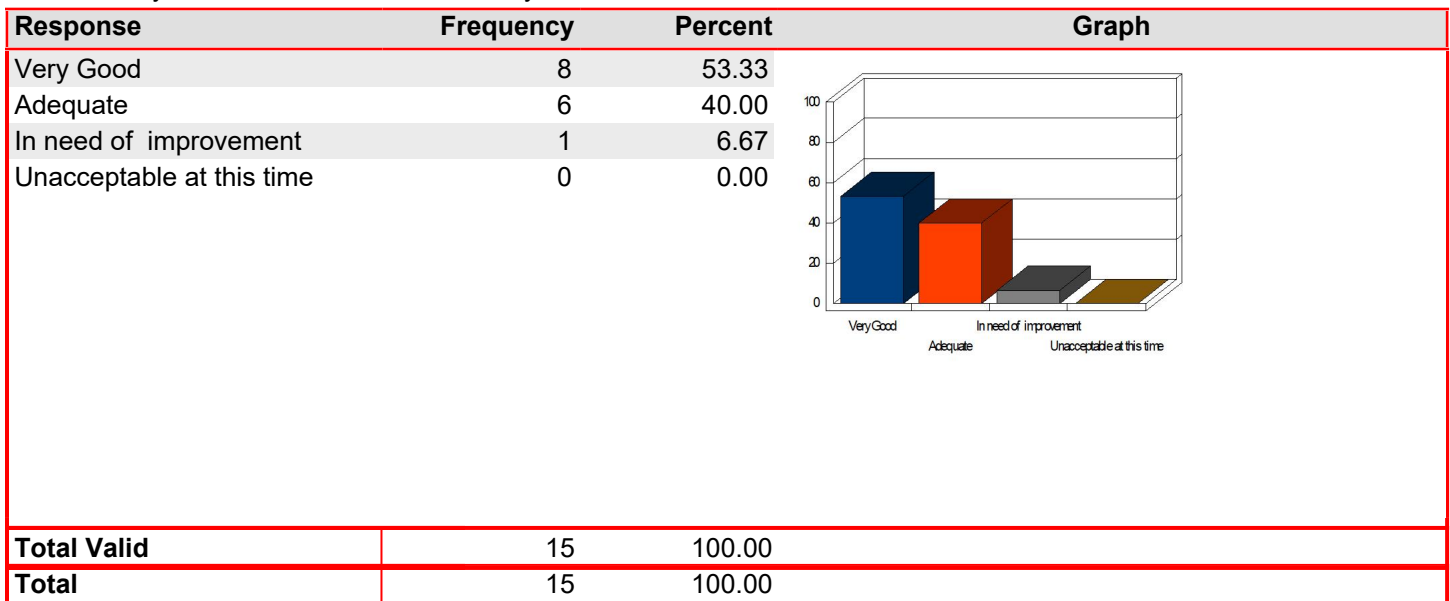 Response Frequency Percent Graph
Very Good 8 53.33
Adequate 6 40.00
In need of improvement 1 6.67
Unacceptable at this time 0 0.00
100
80
60
40
20
0
Very Good In need of improvement
Adequate Unacceptable at this time
Total Valid 15 100.00
Total 15 100.00